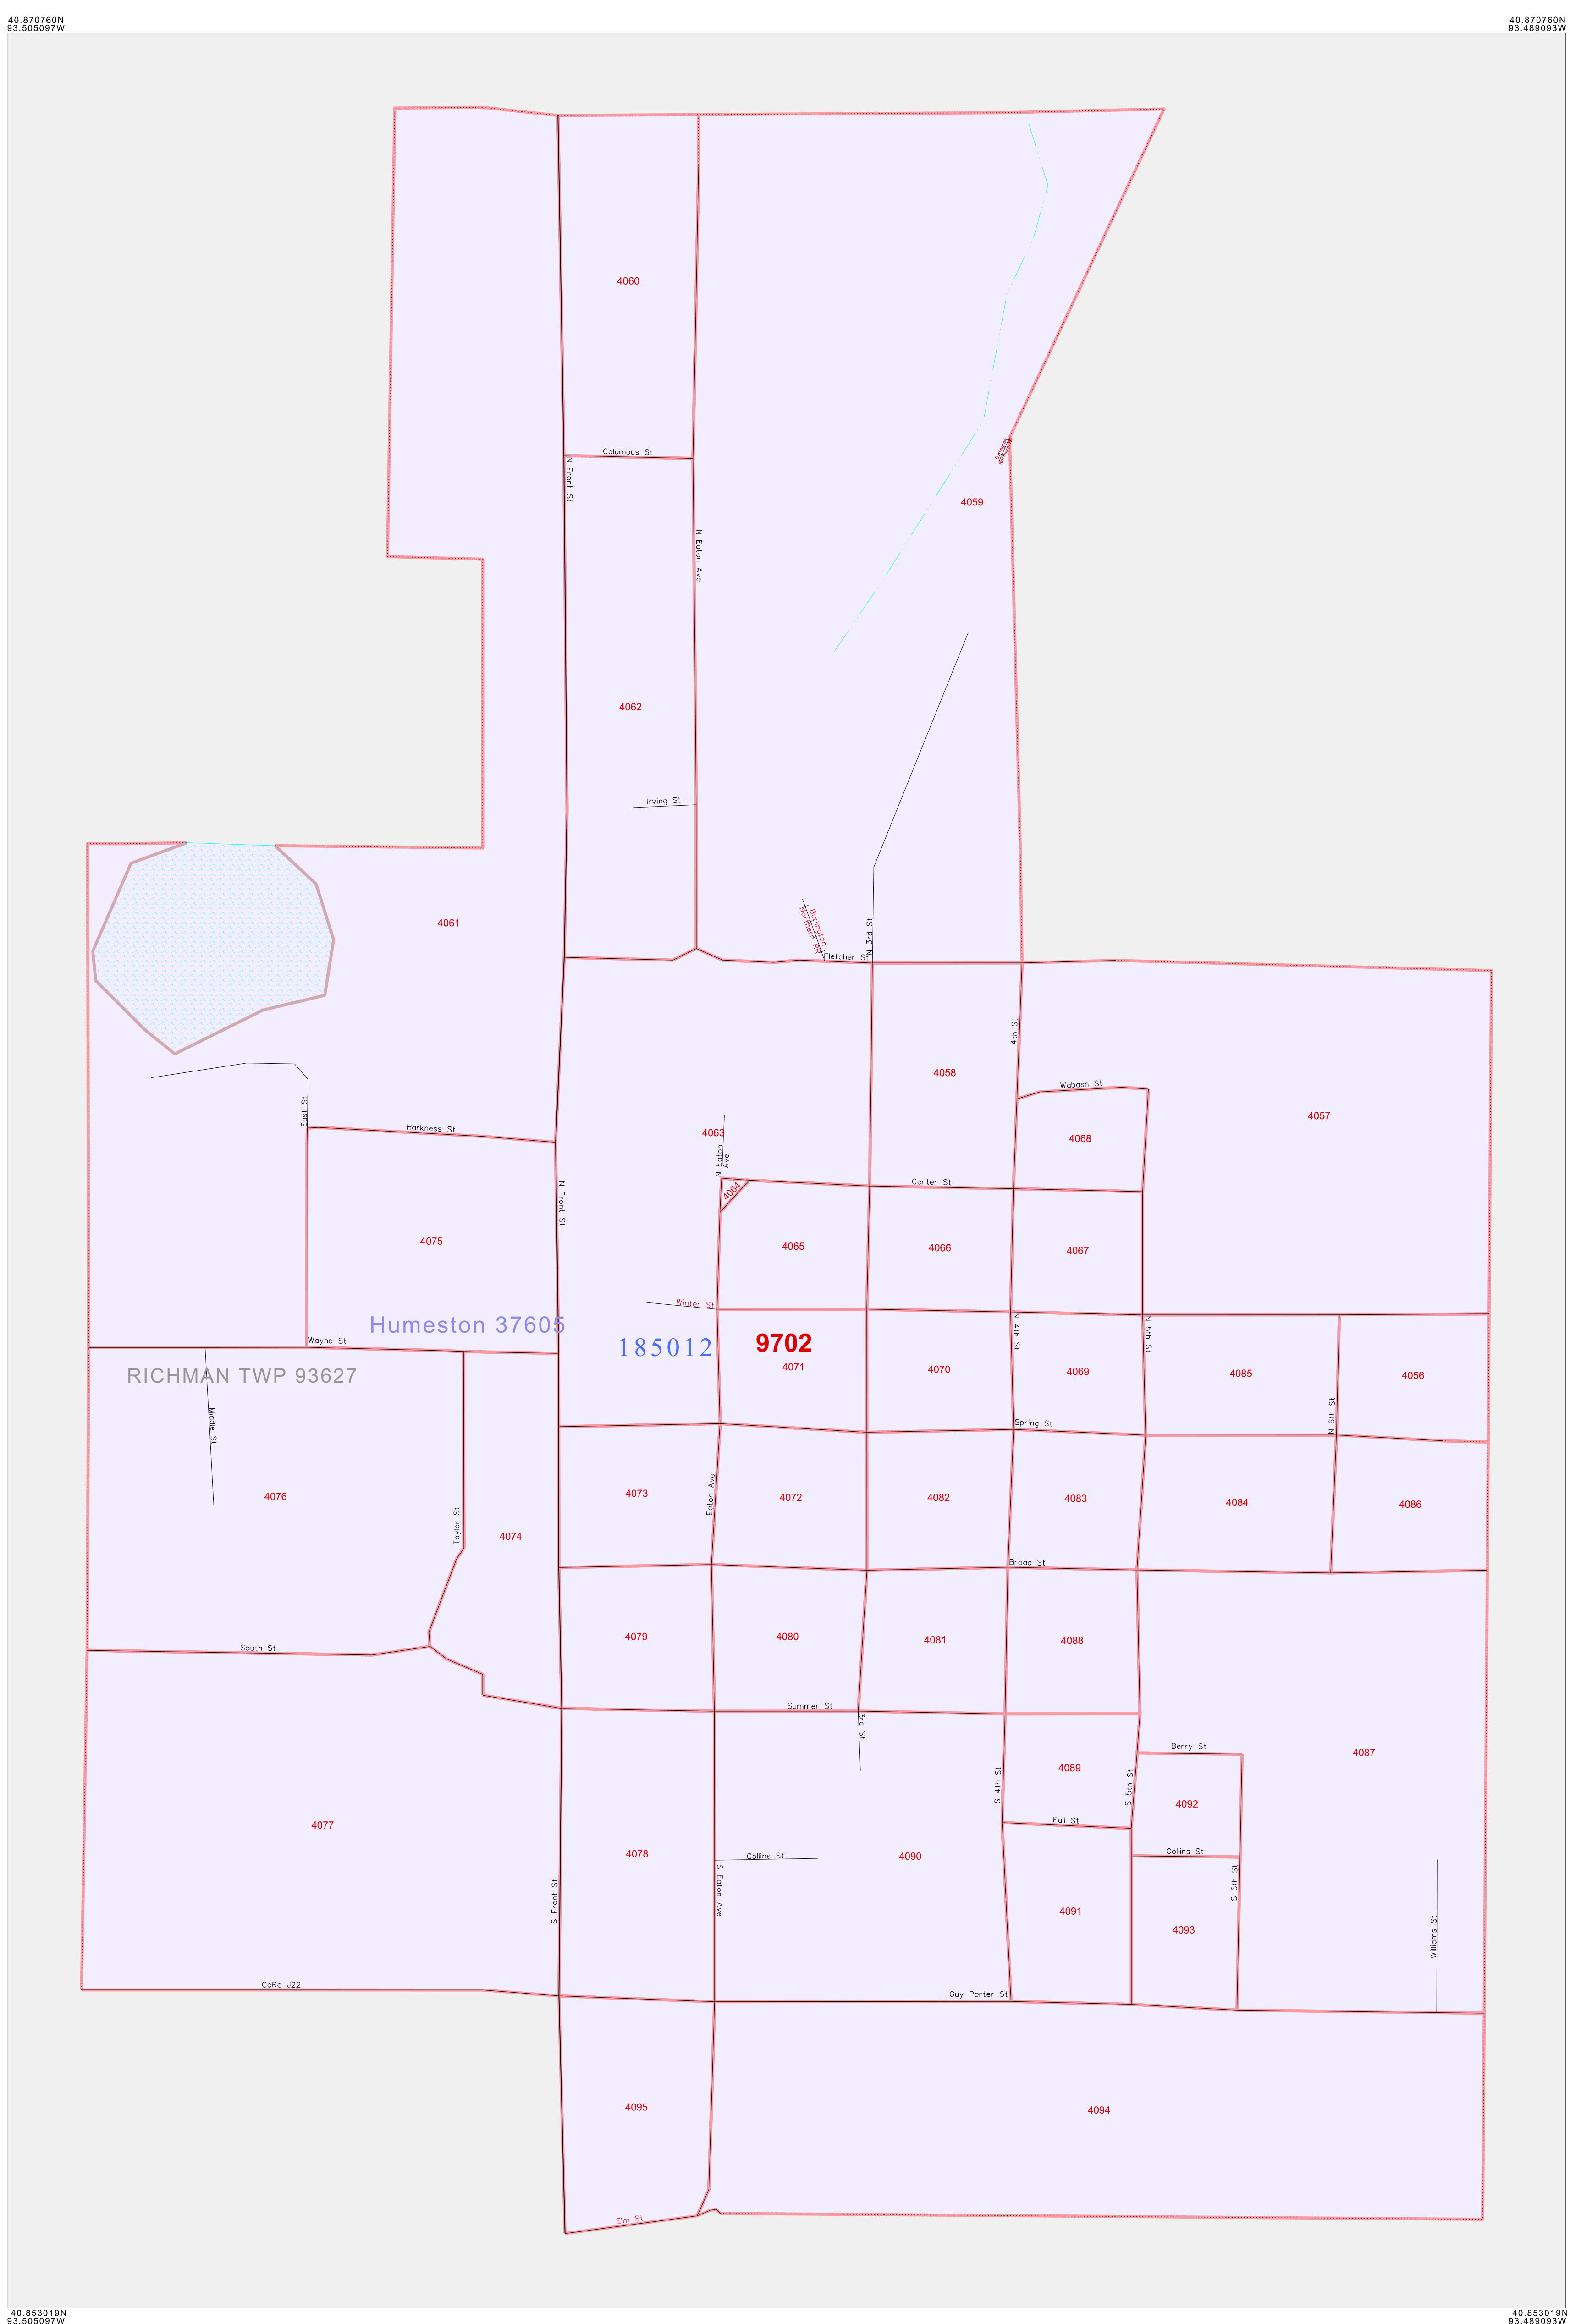 40.870760N
93.505097W
40.870760N
93.489093W
4060
Columbus St
N Front St
4059
N Eaton Ave
4062
Irving St
4061
Burlington
Northern RR
N 3rd St
Fletcher St
4th St
4058
Wabash St
4057
East St
Harkness St
4063
4068
N Eaton
Ave
Center St
4064
N Front St
4075
4065
4066
4067
Winter St
Humeston 37605
Wayne St
185012
9702
N 4th St
N 5th St
4071
4070
4069
4085
4056
RICHMAN TWP 93627
Middle St
N 6th St
Spring St
4076
4073
Eaton Ave
4072
4082
4083
4084
4086
Taylor St
4074
Broad St
South St
4079
4080
4081
4088
Summer St
3rd St
Berry St
4087
4089
S 4th St
S 5th St
4092
4077
Fall St
4078
Collins St
4090
Collins St
S Front St
S Eaton Ave
S 6th St
4091
4093
Williams St
CoRd J22
Guy Porter St
4095
4094
Elm St
40.853019N
93.505097W
40.853019N
93.489093W